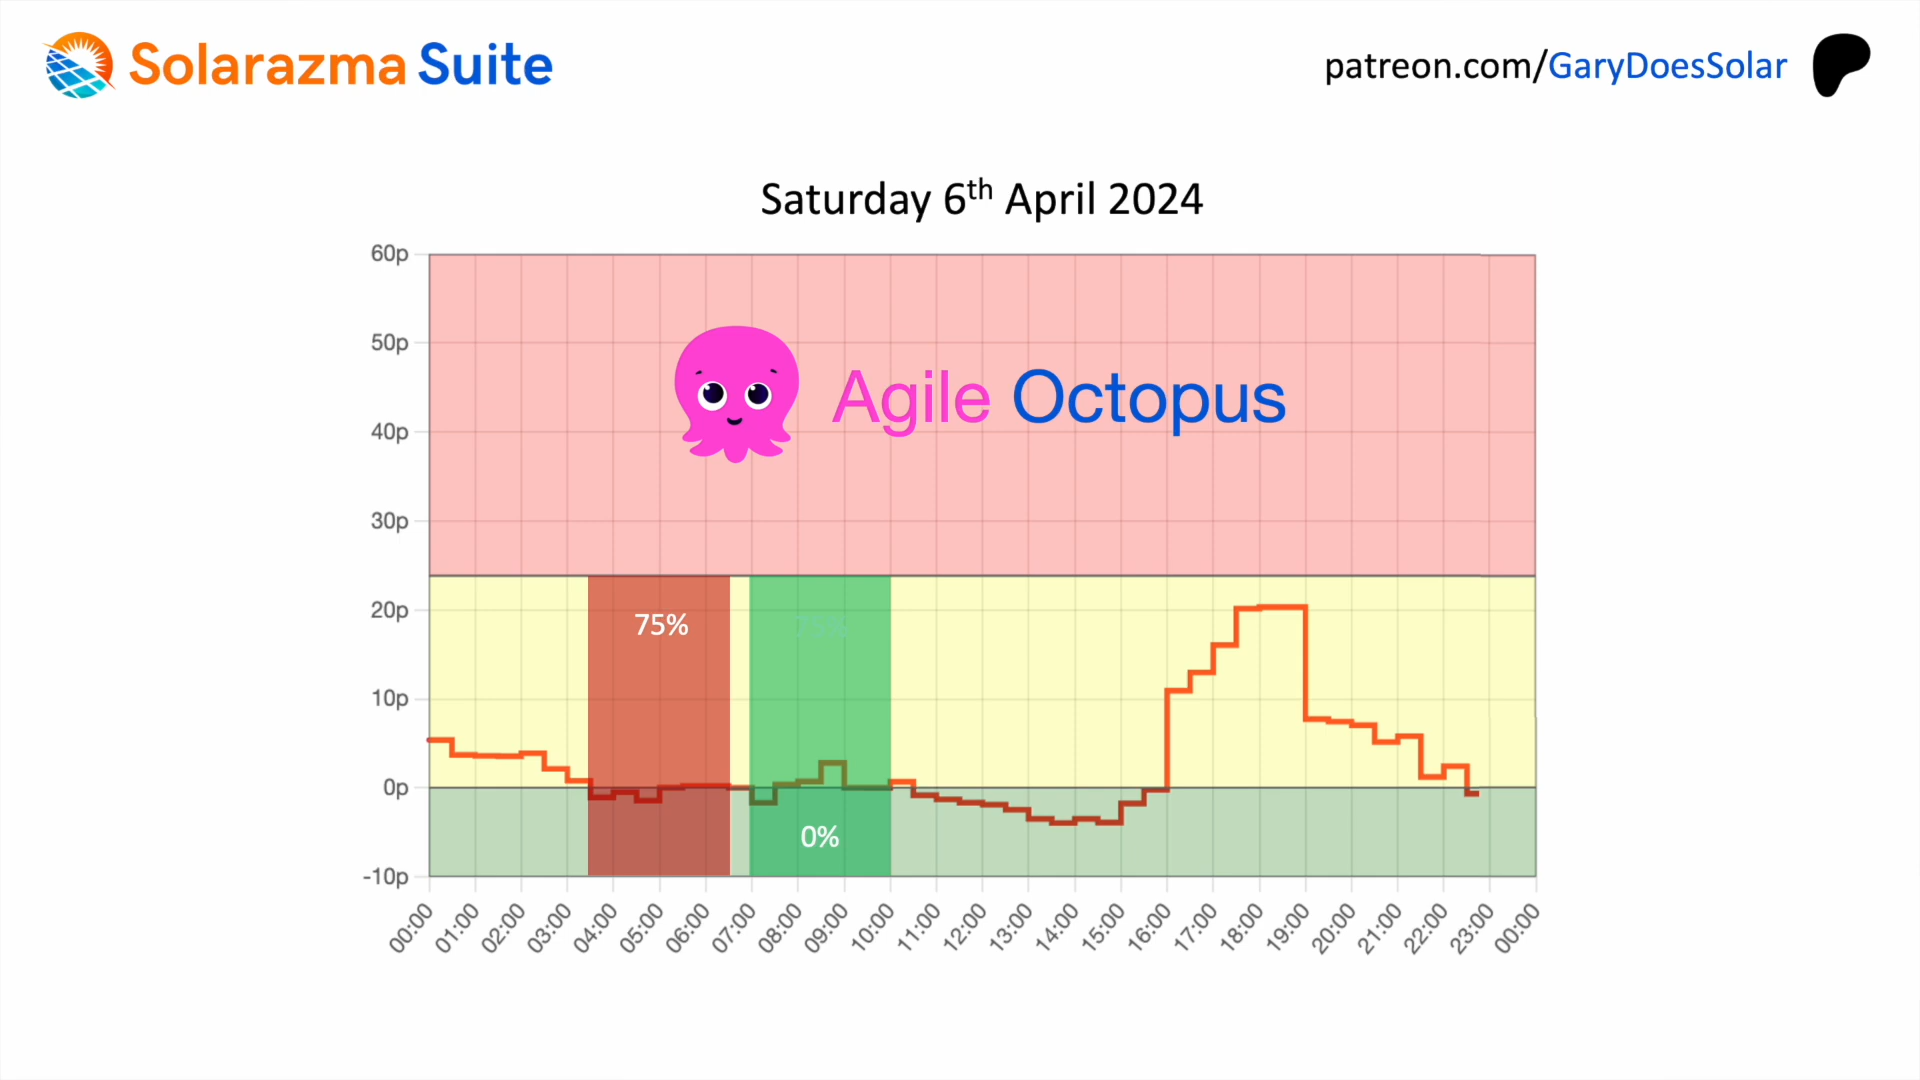 Solarazma Suite
patreon.com/GaryDoesSolar
Saturday 6th April 2024
60p
50p
40p
30p
20p
10p
0p
-10p
Agile Octopus
75%
75%
0%
00:00 01:00 02:00 03:00 04:00 05:00 06:00 07:00 08:00 09:00 10:00 11:00 12:00 13:00 14:00 15:00 16:00 17:00 18:00 19:00 20:00 21:00 22:00 23:00 00:00